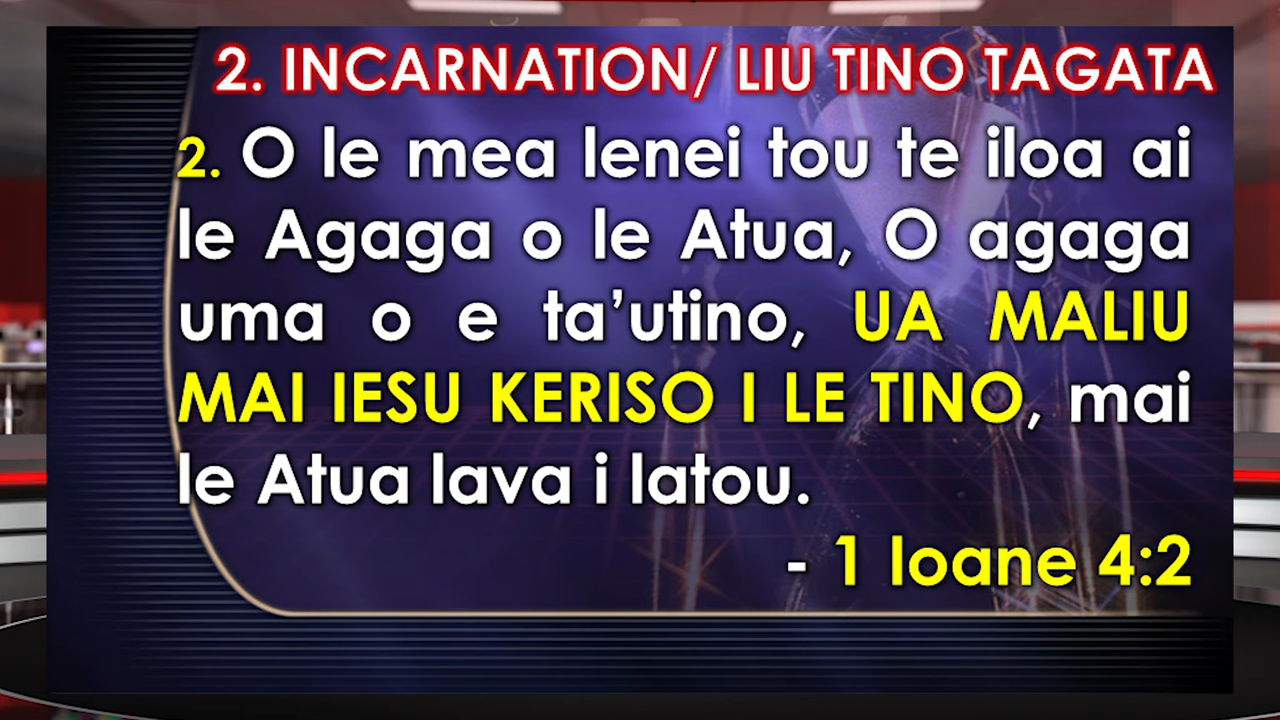 2. INCARNATION/ LIU TINO TAGATA
2. O le mea lenei tou te iloa ai
le Agaga o le Atua, O agaga
uma o e ta’utino, UA MALIU
MAI IESU KERISO I LE TINO, mai
le Atua lava i latou.
- 1 Ioane 4:2